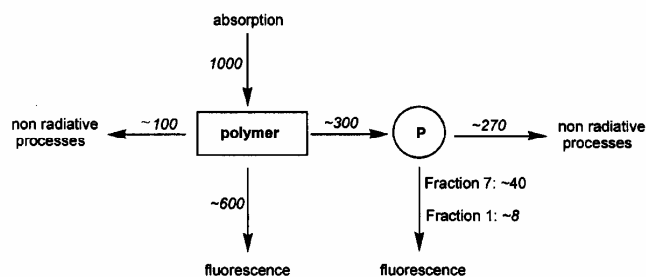 absorption
1000
non radiative
processes
~100
polymer
~300
P
~270
non radiative
processes
~600
Fraction 7: ~40
Fraction 1: ~8
fluorescence
fluorescence